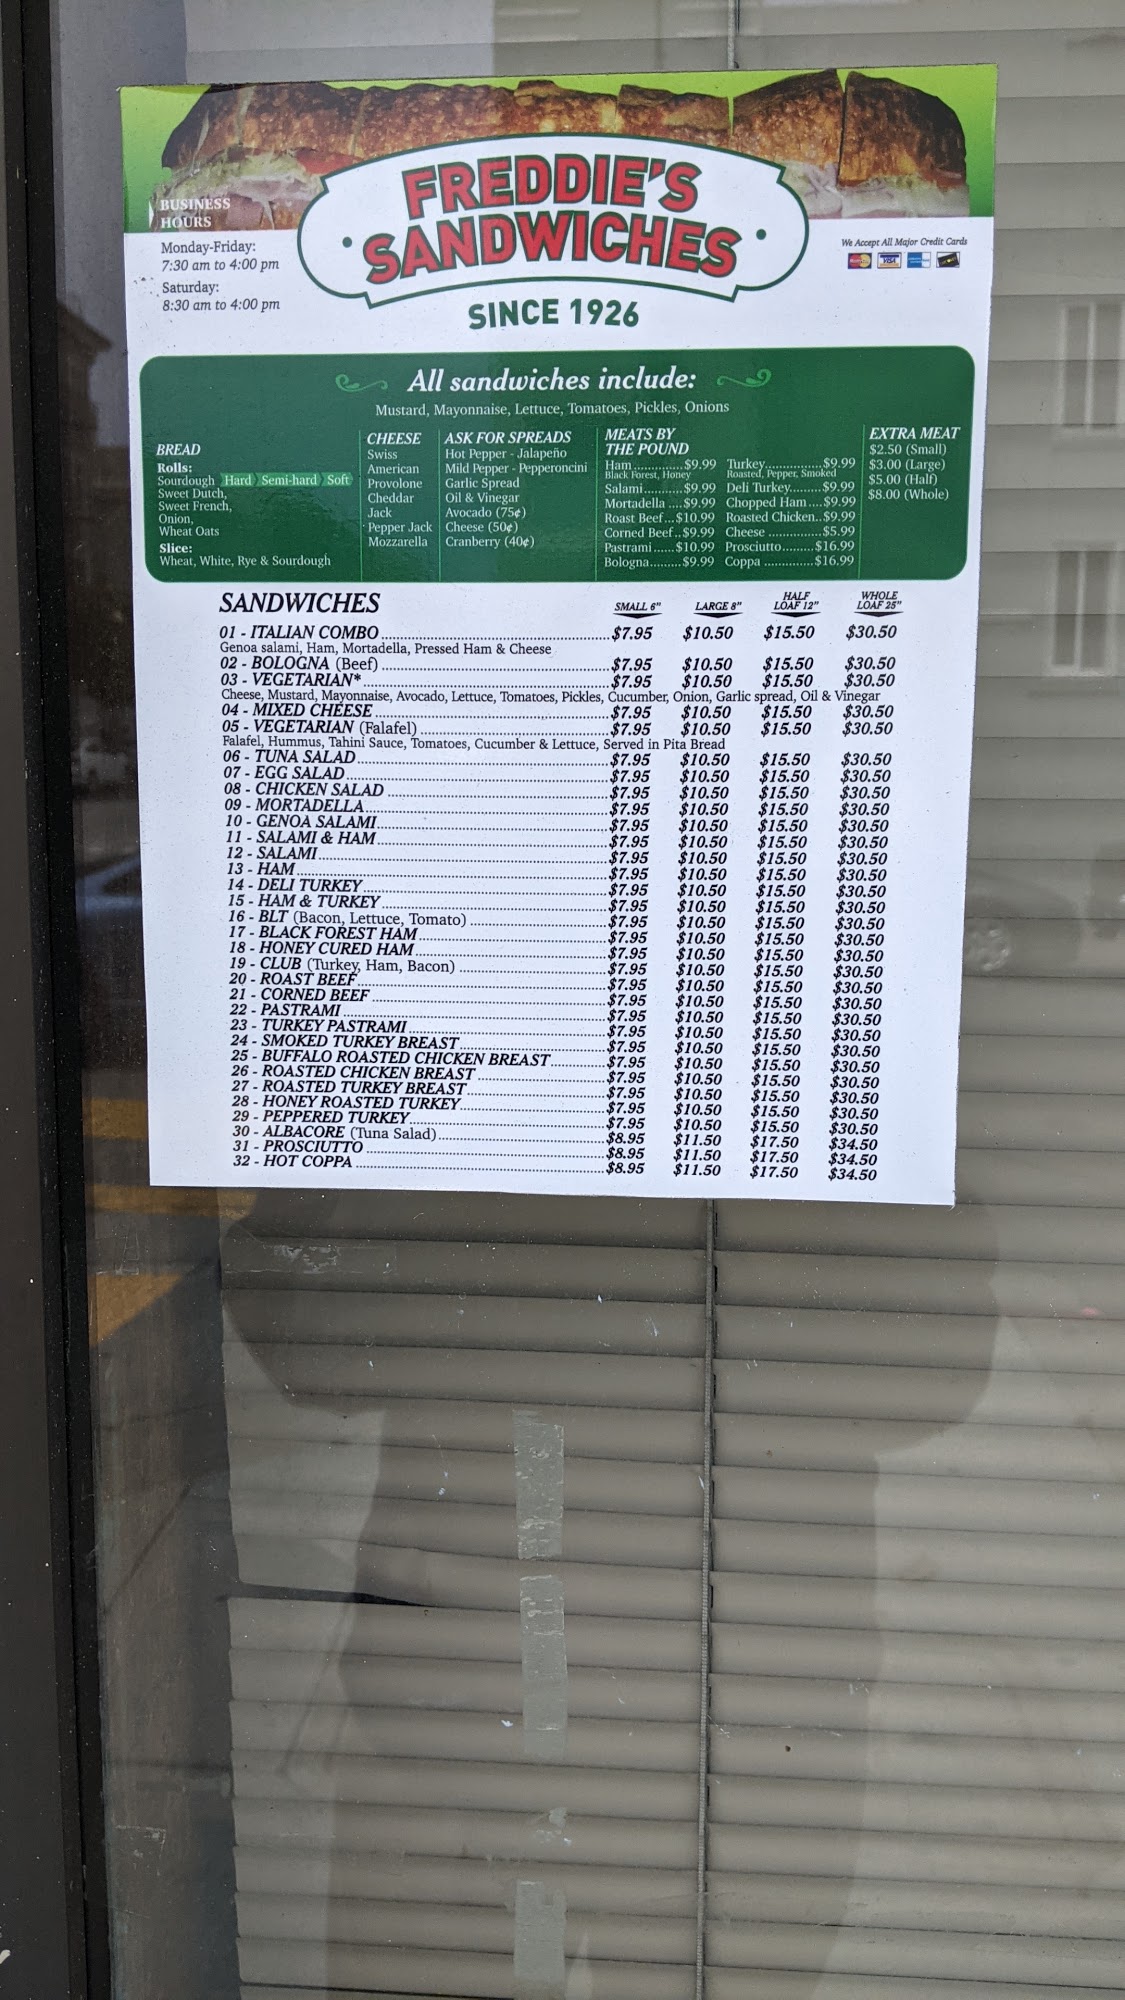 FREDDIE'S
SANDWICHES
SINCE 1926
BUSINESS
HOURS
Monday-Friday:
7:30 am to 4:00 pm
Saturday:
8:30 am to 4:00 pm
We Accept All Major Credit Cards
VISA
All sandwiches include:
Mustard, Mayonnaise, Lettuce, Tomatoes, Pickles, Onions
BREAD
Rolls:
Sourdough Hard Semi-hard Soft
Sweet Dutch,
Sweet French,
Onion,
Wheat Oats
Slice:
Wheat, White, Rye & Sourdough
CHEESE
Swiss
American
Provolone
Cheddar
Jack
Pepper Jack
Mozzarella
ASK FOR SPREADS
Hot Pepper - Jalapeño
Mild Pepper - Pepperoncini
Garlic Spread
Oil & Vinegar
Avocado (75¢)
Cheese (50¢)
Cranberry (40¢)
MEATS BY
THE POUND
Ham.............$9.99
Black Forest, Honey
Salami...........$9.99
Mortadella ....$9.99
Roast Beef...$10.99
Corned Beef..$9.99
Pastrami......$10.99
Bologna.........$9.99
Turkey.................$9.99
Roasted, Pepper, Smoked
Deli Turkey.........$9.99
Chopped Ham....$9.99
Roasted Chicken..$9.99
Cheese ...............$5.99
Prosciutto.........$16.99
Coppa ..............$16.99
EXTRA MEAT
$2.50 (Small)
$3.00 (Large)
$5.00 (Half)
$8.00 (Whole)
SANDWICHES SMALL 6" LARGE 8" HALF LOAF 12" WHOLE LOAF 25"
01 - ITALIAN COMBO $7.95 $10.50 $15.50 $30.50
Genoa salami, Ham, Mortadella, Pressed Ham & Cheese
02 - BOLOGNA (Beef) $7.95 $10.50 $15.50 $30.50
03 - VEGETARIAN* $7.95 $10.50 $15.50 $30.50
Cheese, Mustard, Mayonnaise, Avocado, Lettuce, Tomatoes, Pickles, Cucumber, Onion, Garlic spread, Oil & Vinegar
04 - MIXED CHEESE $7.95 $10.50 $15.50 $30.50
05 - VEGETARIAN (Falafel) $7.95 $10.50 $15.50 $30.50
Falafel, Hummus, Tahini Sauce, Tomatoes, Cucumber & Lettuce, Served in Pita Bread
06 - TUNA SALAD $7.95 $10.50 $15.50 $30.50
07 - EGG SALAD $7.95 $10.50 $15.50 $30.50
08 - CHICKEN SALAD $7.95 $10.50 $15.50 $30.50
09 - MORTADELLA $7.95 $10.50 $15.50 $30.50
10 - GENOA SALAMI $7.95 $10.50 $15.50 $30.50
11 - SALAMI & HAM $7.95 $10.50 $15.50 $30.50
12 - SALAMI $7.95 $10.50 $15.50 $30.50
13 - HAM $7.95 $10.50 $15.50 $30.50
14 - DELI TURKEY $7.95 $10.50 $15.50 $30.50
15 - HAM & TURKEY $7.95 $10.50 $15.50 $30.50
16 - BLT (Bacon, Lettuce, Tomato) $7.95 $10.50 $15.50 $30.50
17 - BLACK FOREST HAM $7.95 $10.50 $15.50 $30.50
18 - HONEY CURED HAM $7.95 $10.50 $15.50 $30.50
19 - CLUB (Turkey, Ham, Bacon) $7.95 $10.50 $15.50 $30.50
20 - ROAST BEEF $7.95 $10.50 $15.50 $30.50
21 - CORNED BEEF $7.95 $10.50 $15.50 $30.50
22 - PASTRAMI $7.95 $10.50 $15.50 $30.50
23 - TURKEY PASTRAMI $7.95 $10.50 $15.50 $30.50
24 - SMOKED TURKEY BREAST $7.95 $10.50 $15.50 $30.50
25 - BUFFALO ROASTED CHICKEN BREAST $7.95 $10.50 $15.50 $30.50
26 - ROASTED CHICKEN BREAST $7.95 $10.50 $15.50 $30.50
27 - ROASTED TURKEY BREAST $7.95 $10.50 $15.50 $30.50
28 - HONEY ROASTED TURKEY $7.95 $10.50 $15.50 $30.50
29 - PEPPERED TURKEY $7.95 $10.50 $15.50 $30.50
30 - ALBACORE (Tuna Salad) $8.95 $11.50 $17.50 $34.50
31 - PROSCIUTTO $8.95 $11.50 $17.50 $34.50
32 - HOT COPPA $8.95 $11.50 $17.50 $34.50